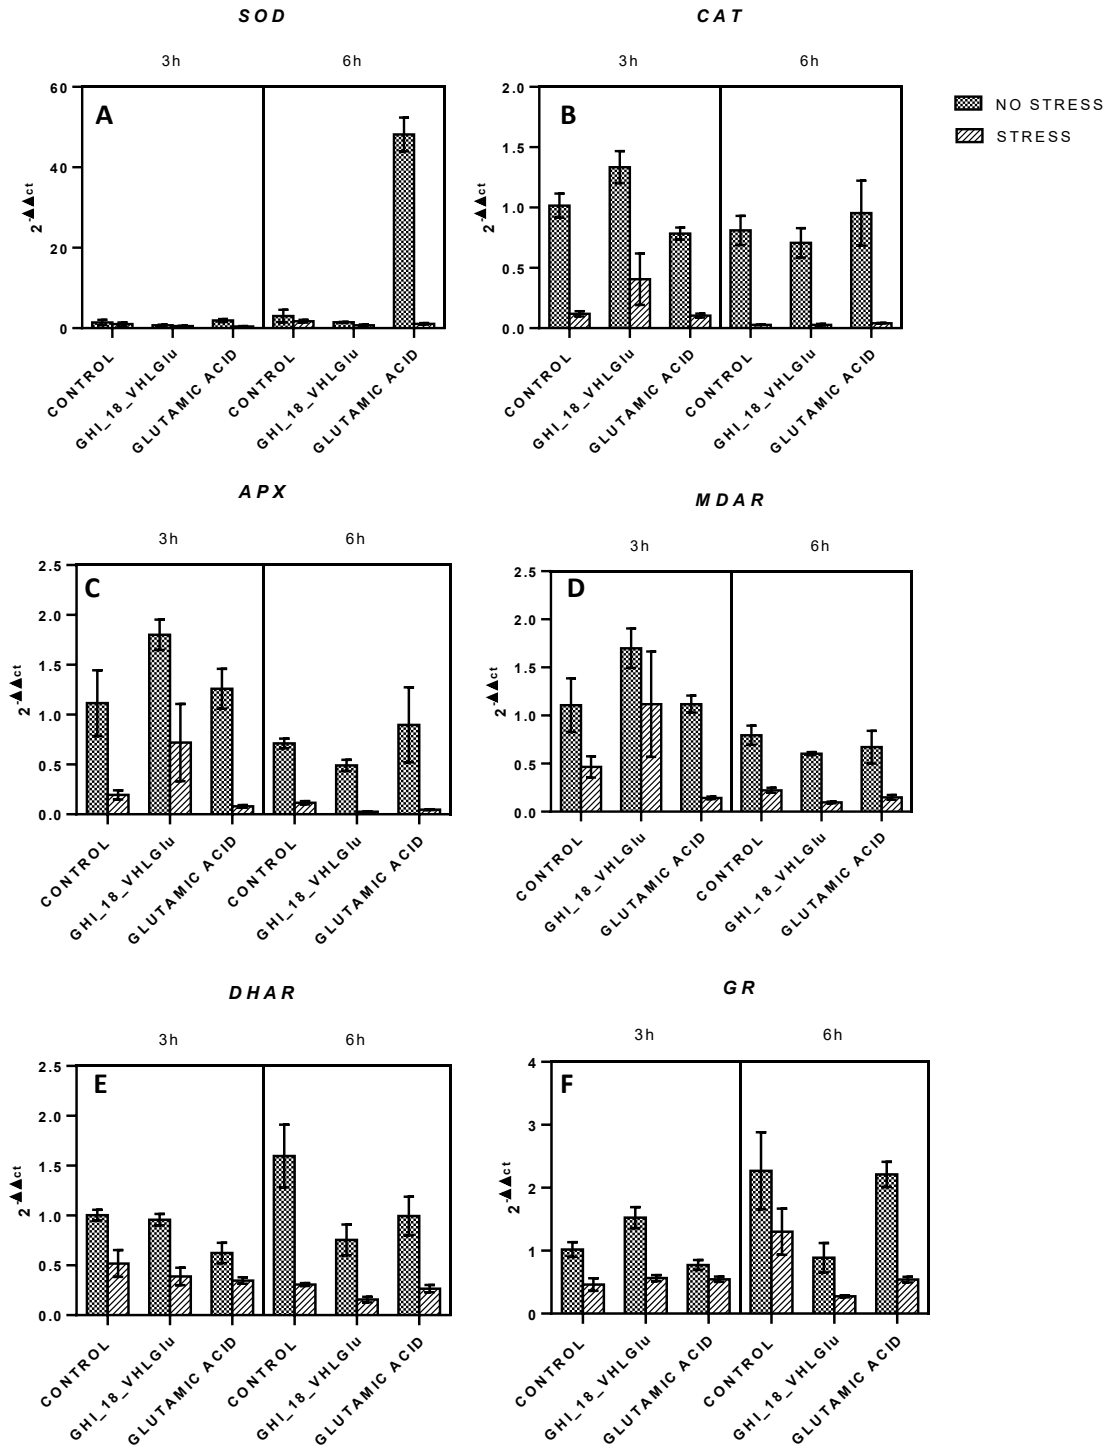 SOD
3h 6h
A
2-▲▲ct
60
40
20
0
CONTROL
GHI_18_VHLGlu
GLUTAMIC ACID
CONTROL
GHI_18_VHLGlu
GLUTAMIC ACID
CAT
3h 6h
B
2-▲▲ct
2.0
1.5
1.0
0.5
0.0
CONTROL
GHI_18_VHLGlu
GLUTAMIC ACID
CONTROL
GHI_18_VHLGlu
GLUTAMIC ACID
NO STRESS
STRESS
APX
3h 6h
C
2-▲▲ct
2.5
2.0
1.5
1.0
0.5
0.0
CONTROL
GHI_18_VHLGlu
GLUTAMIC ACID
CONTROL
GHI_18_VHLGlu
GLUTAMIC ACID
MDAR
3h 6h
D
2-▲▲ct
2.5
2.0
1.5
1.0
0.5
0.0
CONTROL
GHI_18_VHLGlu
GLUTAMIC ACID
CONTROL
GHI_18_VHLGlu
GLUTAMIC ACID
DHAR
3h 6h
E
2-▲▲ct
2.5
2.0
1.5
1.0
0.5
0.0
CONTROL
GHI_18_VHLGlu
GLUTAMIC ACID
CONTROL
GHI_18_VHLGlu
GLUTAMIC ACID
GR
3h 6h
F
2-▲▲ct
4
3
2
1
0
CONTROL
GHI_18_VHLGlu
GLUTAMIC ACID
CONTROL
GHI_18_VHLGlu
GLUTAMIC ACID